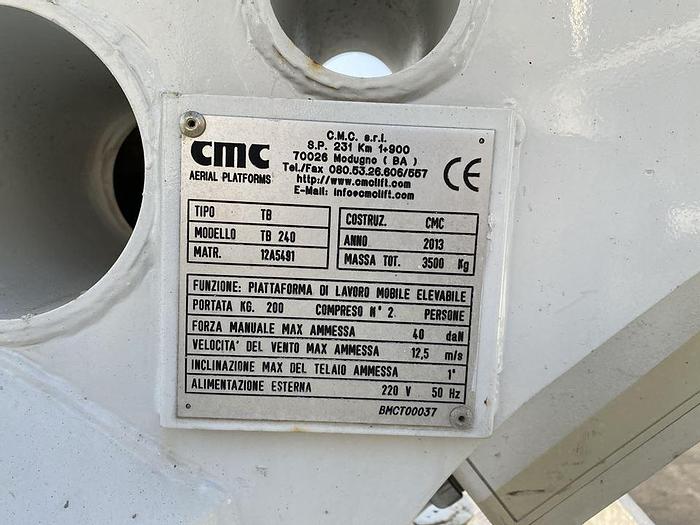 cmc
AERIAL PLATFORMS
C.M.C. s.r.l.
S.P. 231 Km 1+900
70026 Modugno ( BA )
Tel./Fax 080.53.26.606/557
http://www.cmclift.com
E-Mail: info@cmclift.com
CE
TIPO TB
MODELLO TB 240
MATR. 12A5491
COSTRUZ. CMC
ANNO 2013
MASSA TOT. 3500 Kg
FUNZIONE: PIATTAFORMA DI LAVORO MOBILE ELEVABILE
PORTATA KG. 200 COMPRESO N° 2 PERSONE
FORZA MANUALE MAX AMMESSA 40 daN
VELOCITA' DEL VENTO MAX AMMESSA 12,5 m/s
INCLINAZIONE MAX DEL TELAIO AMMESSA 1°
ALIMENTAZIONE ESTERNA 220 V 50 Hz
BMCT00037